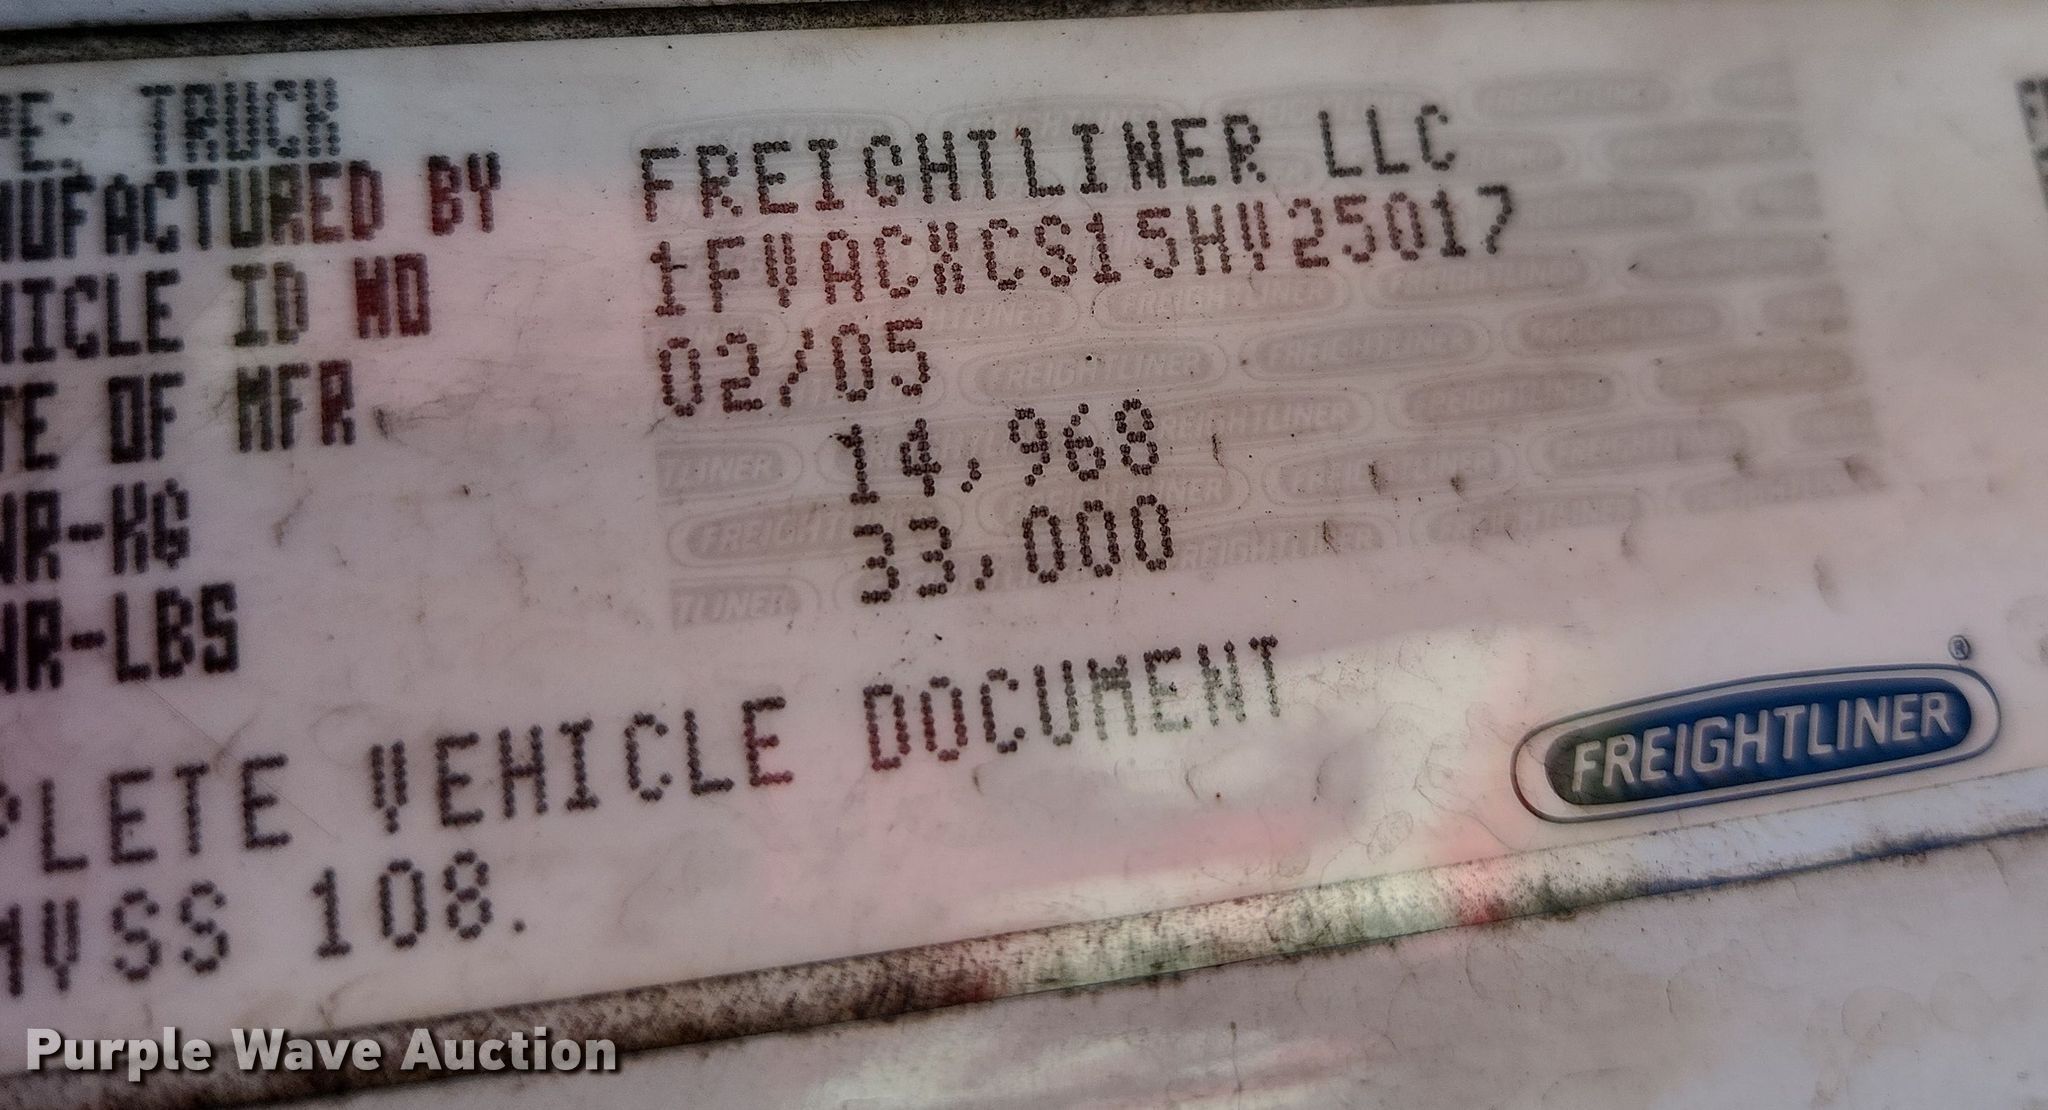 PE: TRUCK
NUFACTURED BY FREIGHTLINER LLC
HICLE ID NO 1FVACXCS15HV25017
TE OF MFR 02/05
WR-KG 14,968
WR-LBS 33,000
PLETE VEHICLE DOCUMENT
MVSS 108.
FREIGHTLINER®
Purple Wave Auction